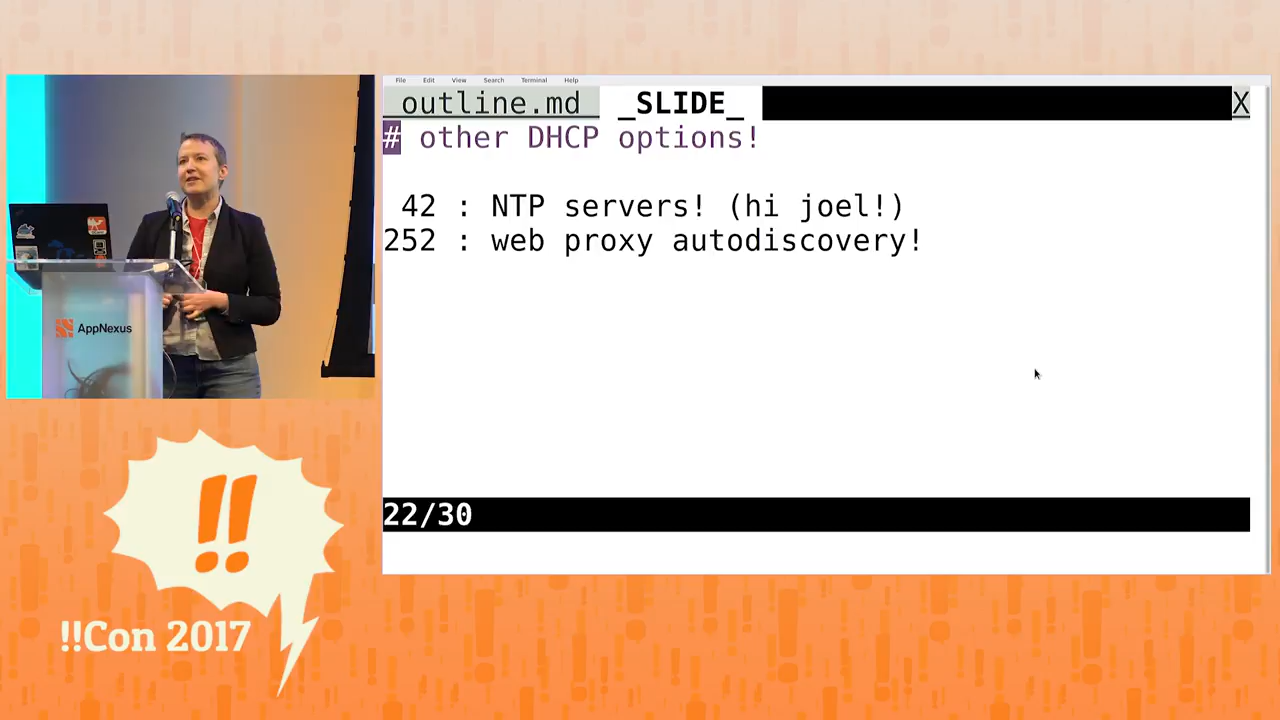 File Edit View Search Terminal Help
outline.md _SLIDE_ X
# other DHCP options!
42 : NTP servers! (hi joel!)
252 : web proxy autodiscovery!
22/30
AppNexus
!!
!!Con 2017